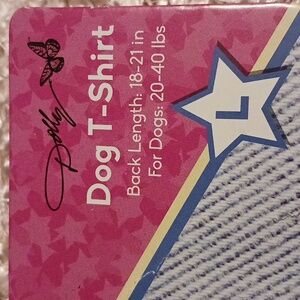 Dolly
Dog T-Shirt
Back Length: 18-21 in
For Dogs: 20-40 lbs
L